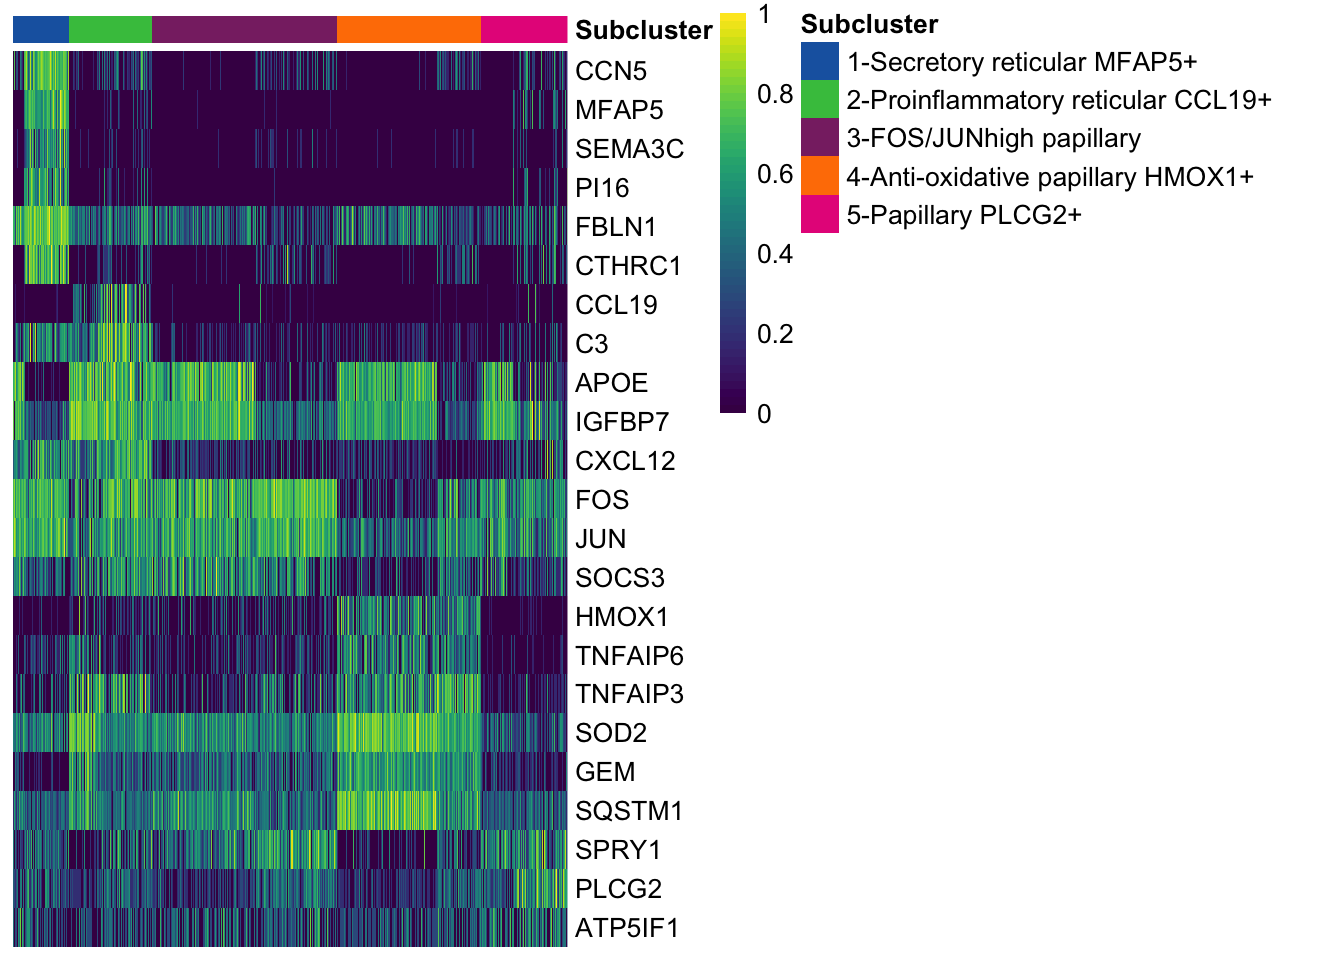 Subcluster
CCN5
MFAP5
SEMA3C
PI16
FBLN1
CTHRC1
CCL19
C3
APOE
IGFBP7
CXCL12
FOS
JUN
SOCS3
HMOX1
TNFAIP6
TNFAIP3
SOD2
GEM
SQSTM1
SPRY1
PLCG2
ATP5IF1
1
0.8
0.6
0.4
0.2
0
Subcluster
1-Secretory reticular MFAP5+
2-Proinflammatory reticular CCL19+
3-FOS/JUNhigh papillary
4-Anti-oxidative papillary HMOX1+
5-Papillary PLCG2+